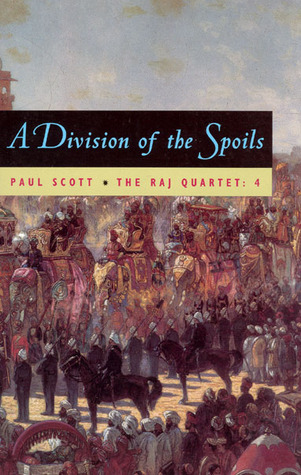 A Division of the Spoils
PAUL SCOTT * THE RAJ QUARTET: 4